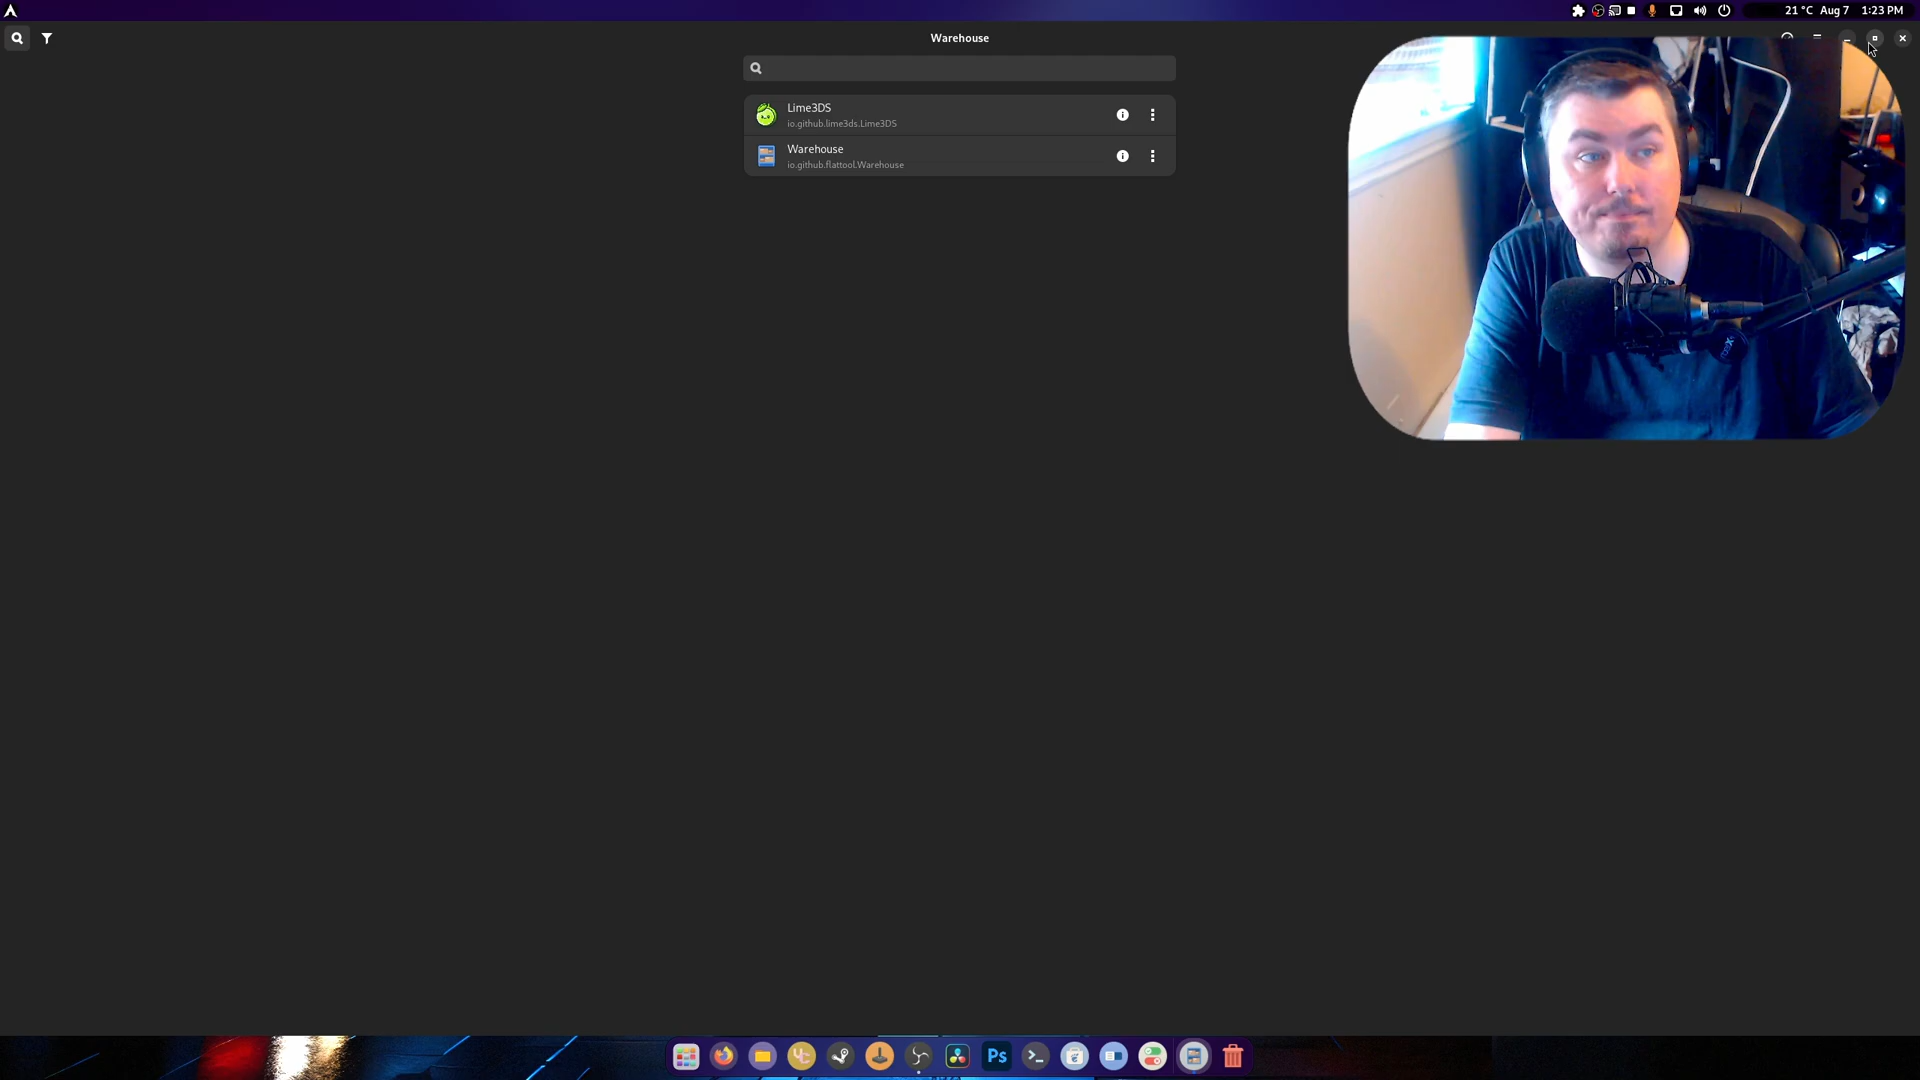 21 °C Aug 7 1:23 PM
Warehouse
Lime3DS
io.github.lime3ds.Lime3DS
Warehouse
io.github.flattool.Warehouse
Ps